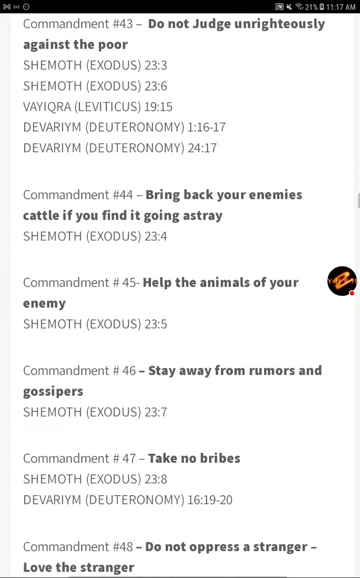 21% 11:17 AM
Commandment #43 – Do not Judge unrighteously
against the poor
SHEMOTH (EXODUS) 23:3
SHEMOTH (EXODUS) 23:6
VAYIQRA (LEVITICUS) 19:15
DEVARIYM (DEUTERONOMY) 1:16-17
DEVARIYM (DEUTERONOMY) 24:17
Commandment #44 – Bring back your enemies
cattle if you find it going astray
SHEMOTH (EXODUS) 23:4
Commandment # 45- Help the animals of your
enemy
SHEMOTH (EXODUS) 23:5
Commandment # 46 – Stay away from rumors and
gossipers
SHEMOTH (EXODUS) 23:7
Commandment # 47 – Take no bribes
SHEMOTH (EXODUS) 23:8
DEVARIYM (DEUTERONOMY) 16:19-20
Commandment #48 – Do not oppress a stranger –
Love the stranger